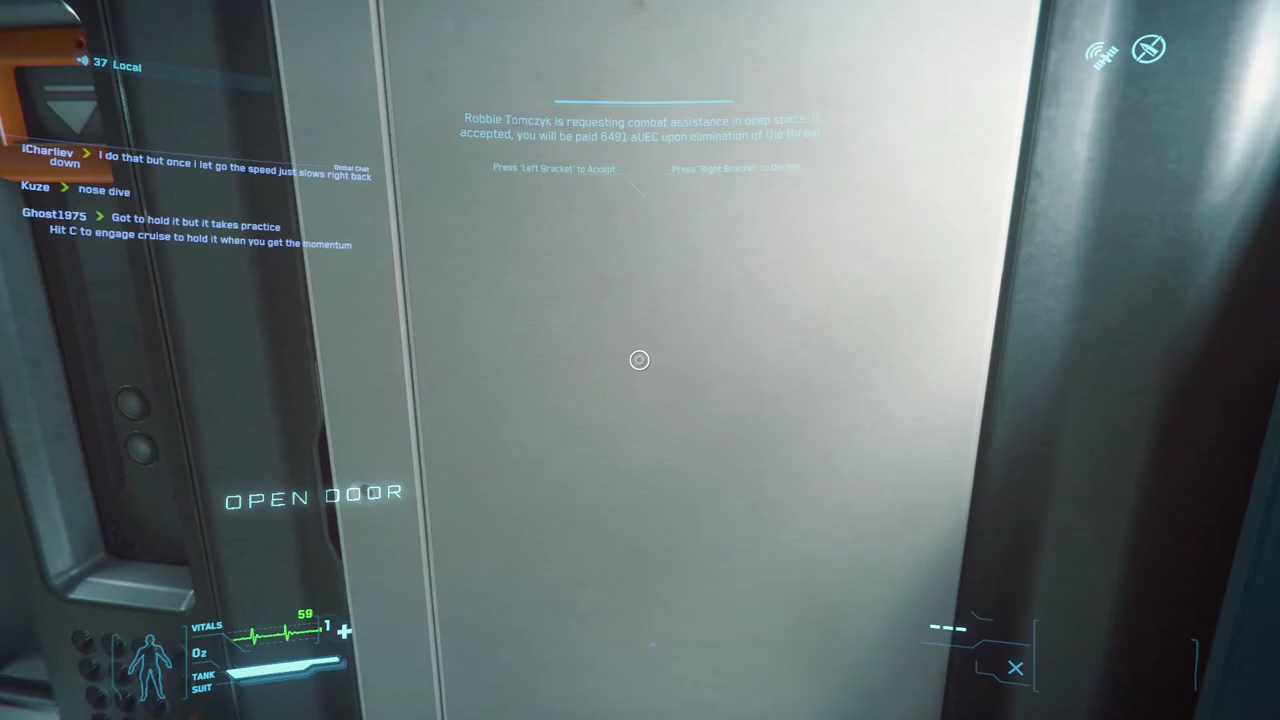 37 Local
Robbie Tomczyk is requesting combat assistance in deep space. If
accepted, you will be paid 6491 aUEC upon elimination of the threat
Press 'Left Bracket' to Accept
Press 'Right Bracket' to Decline
Global Chat
iCharliev > I do that but once i let go the speed just slows right back
down
Kuze > nose dive
Ghost1975 > Got to hold it but it takes practice
Hit C to engage cruise to hold it when you get the momentum
OPEN DOOR
59
VITALS
1
O2
TANK
SUIT